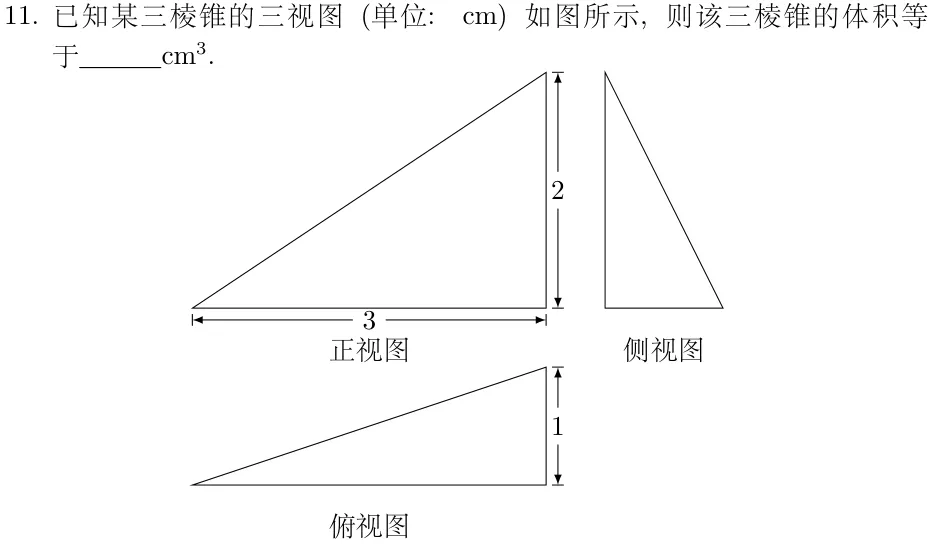 11. 已知某三棱锥的三视图 (单位: cm) 如图所示, 则该三棱锥的体积等
于______cm³.
2
3
正视图
侧视图
1
俯视图